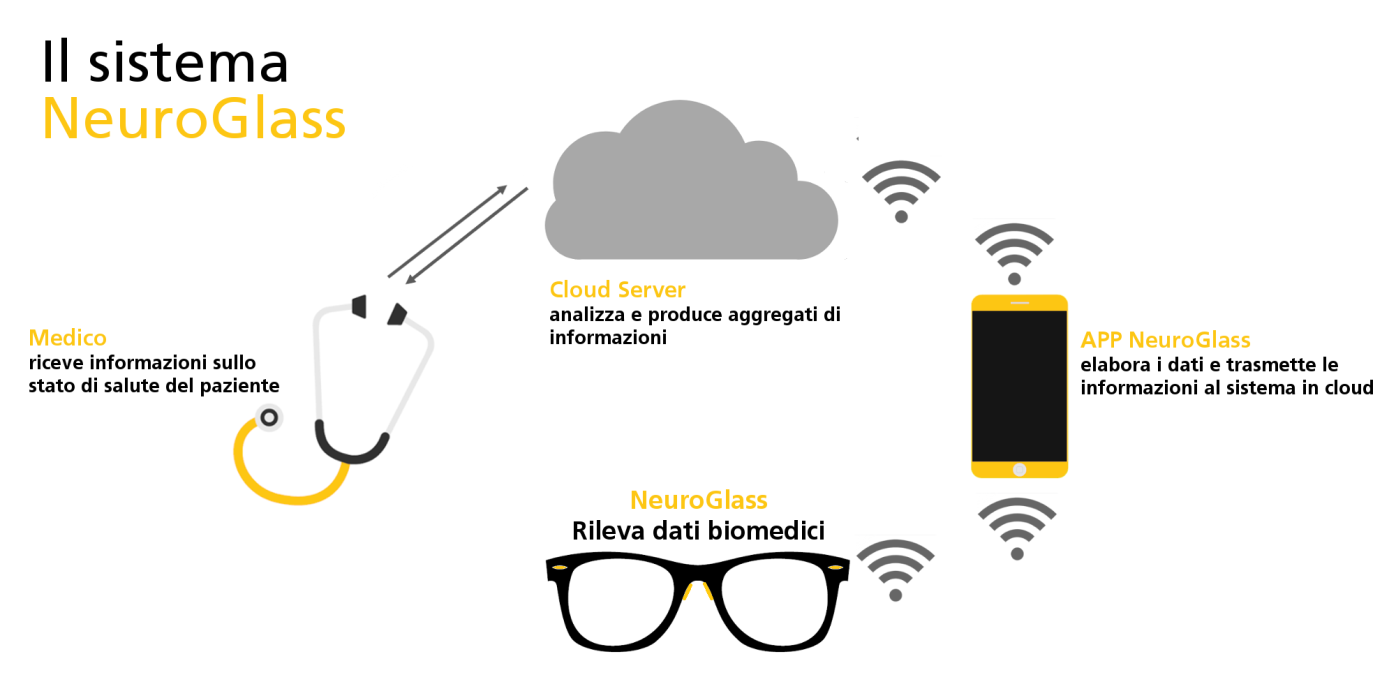 Il sistema
NeuroGlass
Cloud Server
analizza e produce aggregati di
informazioni
Medico
riceve informazioni sullo
stato di salute del paziente
APP NeuroGlass
elabora i dati e trasmette le
informazioni al sistema in cloud
NeuroGlass
Rileva dati biomedici